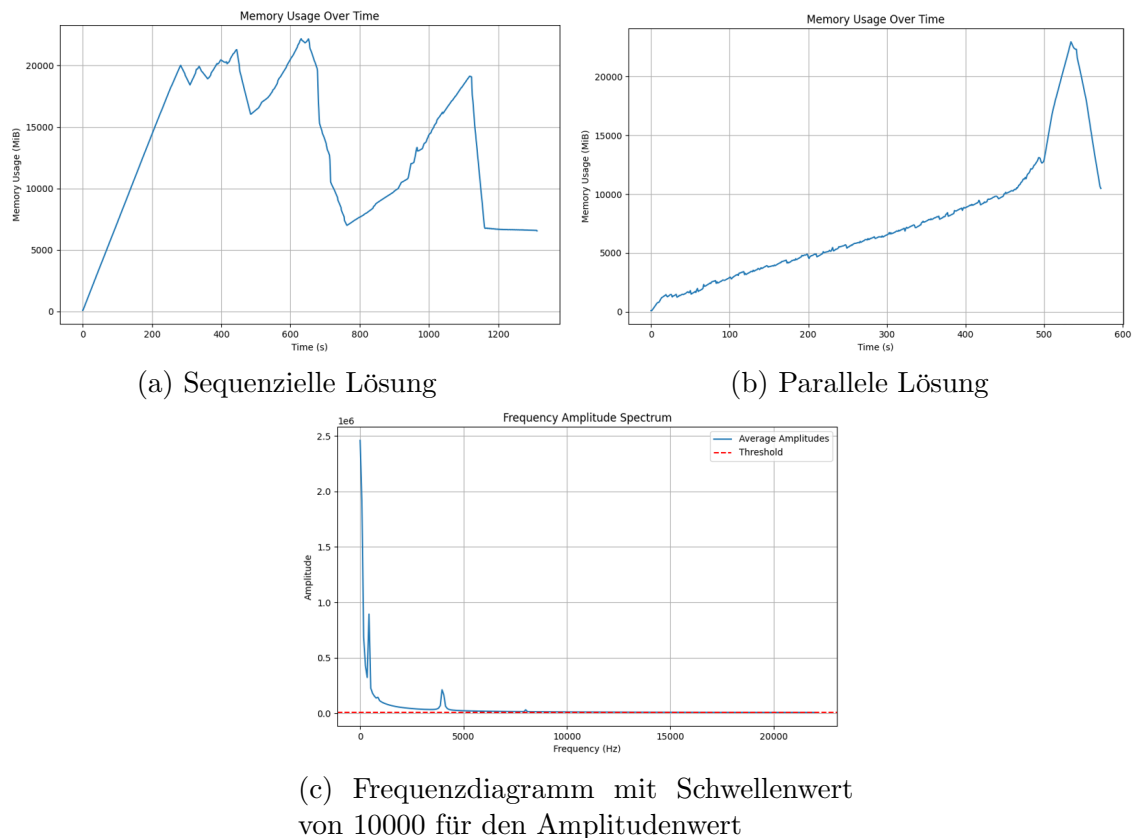 Memory Usage Over Time
20000
15000
10000
5000
0
Memory Usage (MiB)
0 200 400 600 800 1000 1200
Time (s)
(a) Sequenzielle Lösung
Memory Usage Over Time
20000
15000
10000
5000
0
Memory Usage (MiB)
0 100 200 300 400 500 600
Time (s)
(b) Parallele Lösung
Frequency Amplitude Spectrum
1e6
Average Amplitudes
Threshold
2.5
2.0
1.5
1.0
0.5
0.0
Amplitude
0 5000 10000 15000 20000
Frequency (Hz)
(c) Frequenzdiagramm mit Schwellenwert
von 10000 für den Amplitudenwert